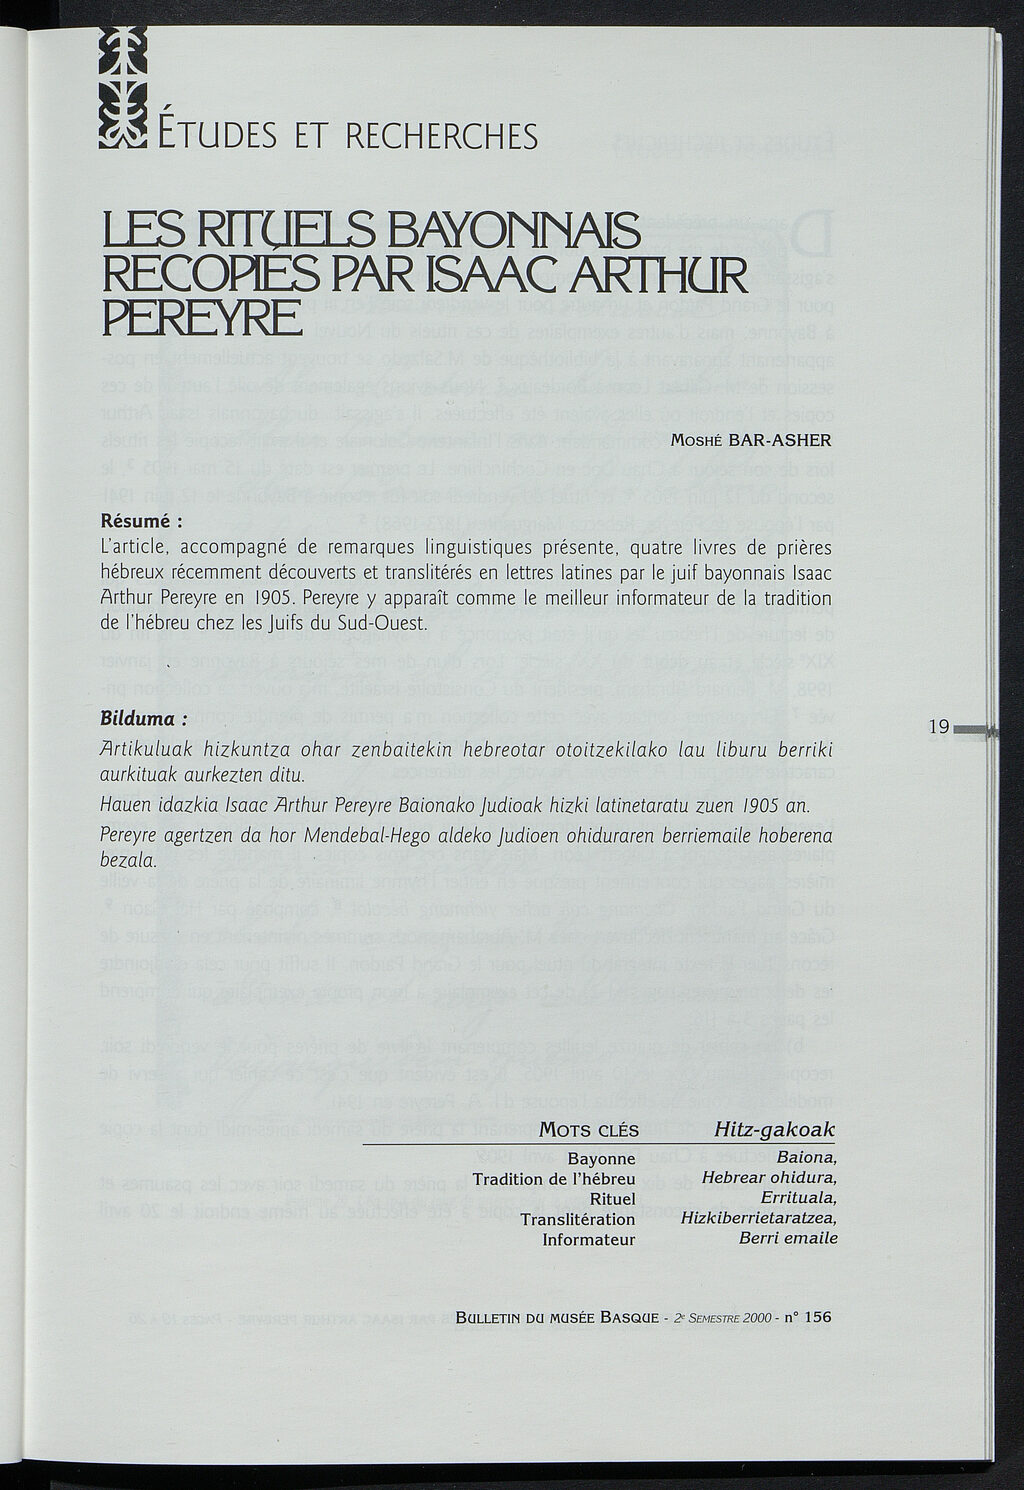 ÉTUDES ET RECHERCHES
LES RITUELS BAYONNAIS
RECOPIÉS PAR ISAAC ARTHUR
PEREYRE
MOSHÉ BAR-ASHER
Résumé :
L'article, accompagné de remarques linguistiques présente, quatre livres de prières
hébreux récemment découverts et translitérés en lettres latines par le juif bayonnais Isaac
Arthur Pereyre en 1905. Pereyre y apparaît comme le meilleur informateur de la tradition
de l'hébreu chez les Juifs du Sud-Ouest.
Bilduma :
Artikuluak hizkuntza ohar zenbaitekin hebreotar otoitzekilako lau liburu berriki
aurkituak aurkezten ditu.
Hauen idazkia Isaac Arthur Pereyre Baionako Judioak hizki latinetaratu zuen 1905 an.
Pereyre agertzen da hor Mendebal-Hego aldeko Judioen ohiduraren berriemaile hoberena
bezala.
19
MOTS CLÉS Hitz-gakoak
Bayonne Baiona,
Tradition de l'hébreu Hebrear ohidura,
Rituel Errituala,
Translitération Hizkiberrietaratzea,
Informateur Berri emaile
BULLETIN DU MUSÉE BASQUE - 2e SEMESTRE 2000 - n° 156